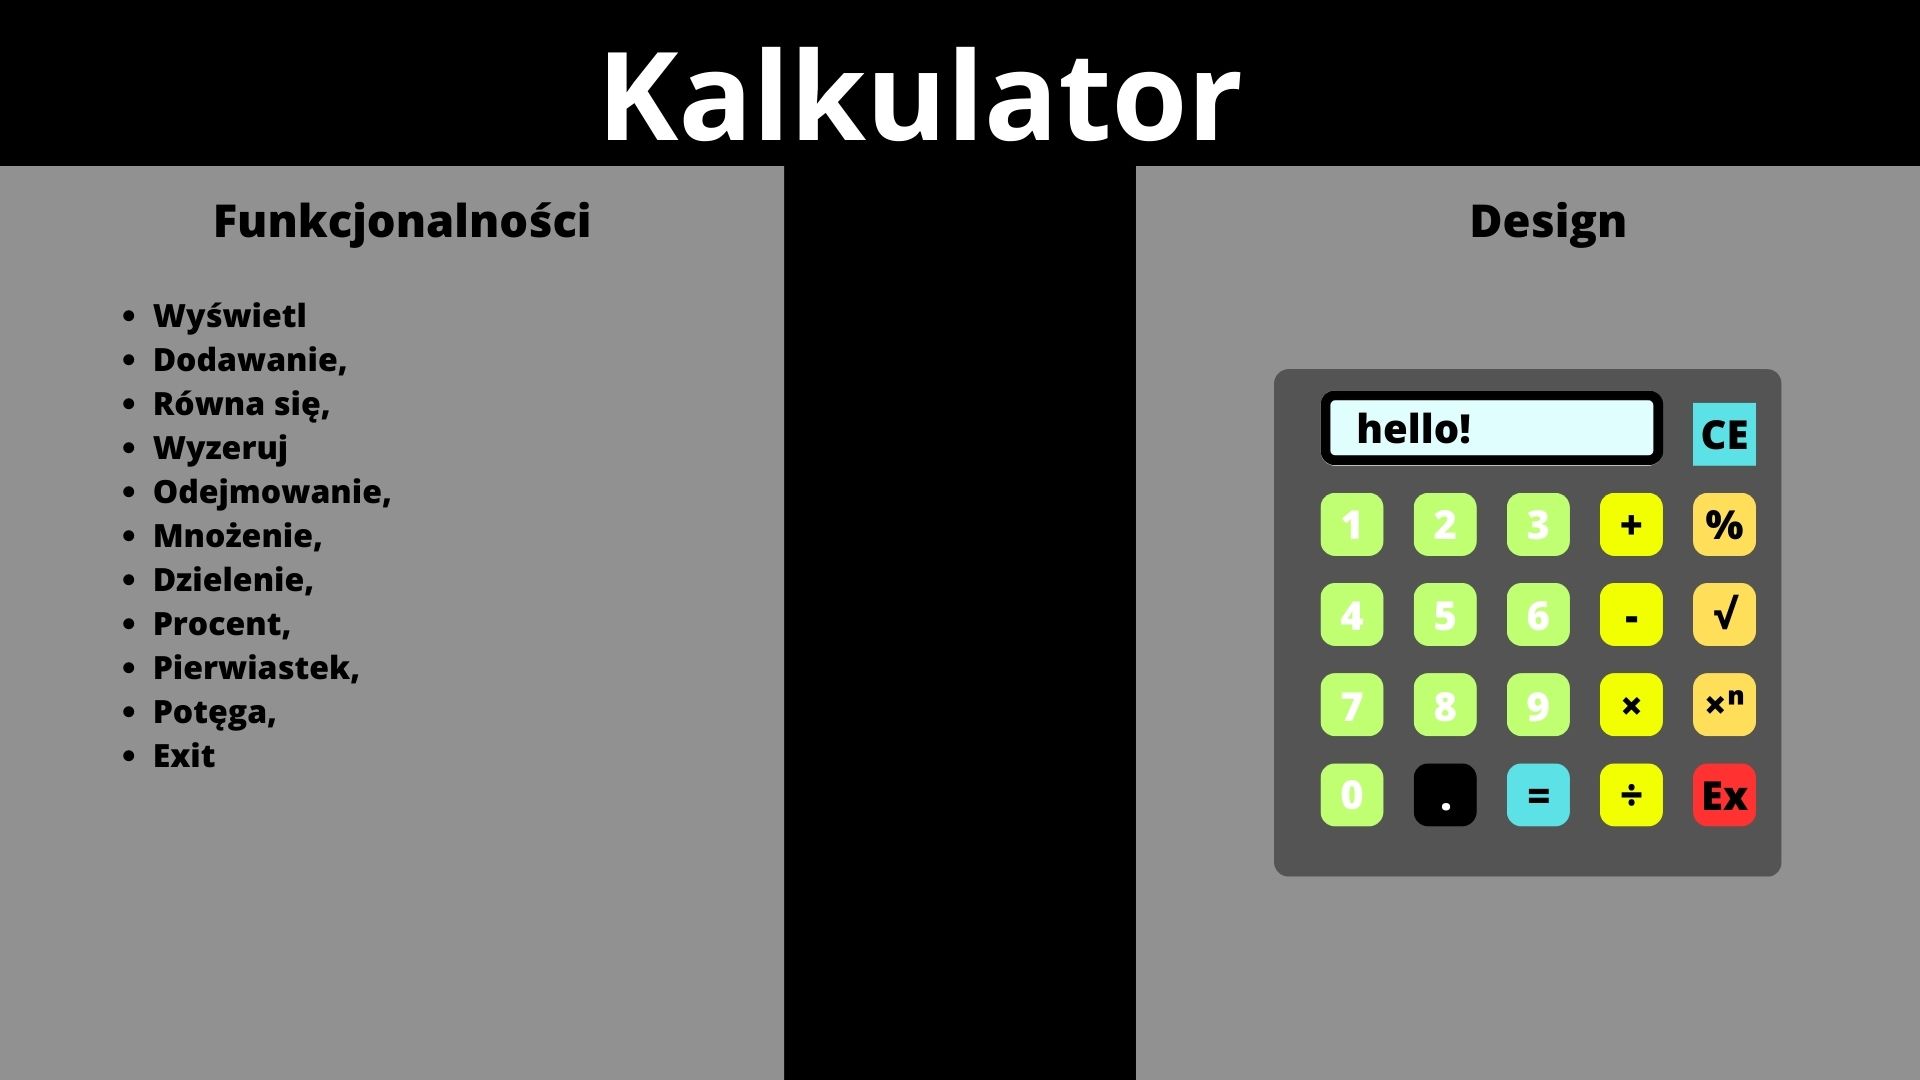 Kalkulator
Funkcjonalności
• Wyświetl
• Dodawanie,
• Równa się,
• Wyzeruj
• Odejmowanie,
• Mnożenie,
• Dzielenie,
• Procent,
• Pierwiastek,
• Potęga,
• Exit
Design
hello! CE
1 2 3 + %
4 5 6 - √
7 8 9 × ×ⁿ
0 . = ÷ Ex